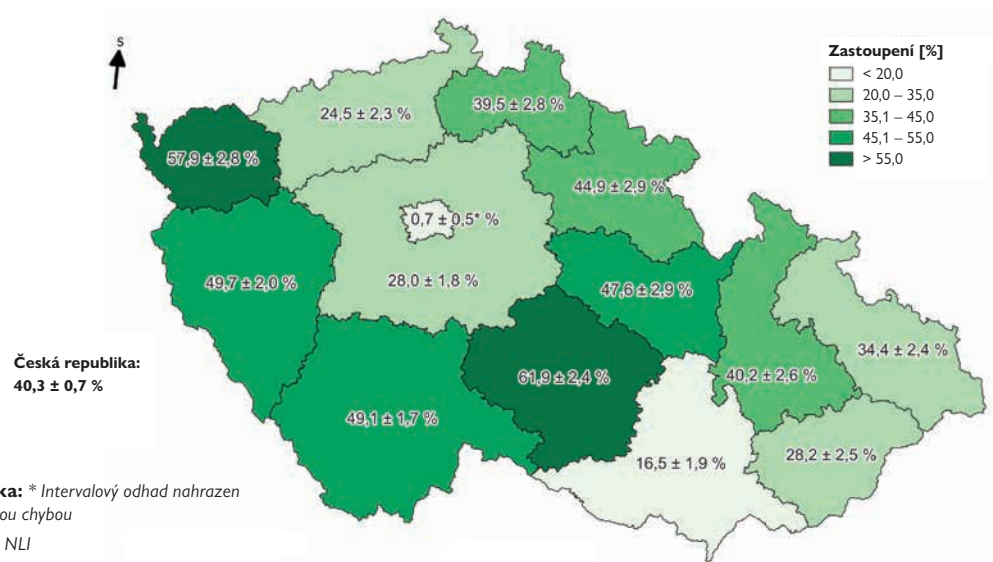 S
Zastoupení [%]
< 20,0
20,0 – 35,0
35,1 – 45,0
45,1 – 55,0
> 55,0
39,5 ± 2,8 %
24,5 ± 2,3 %
57,9 ± 2,8 %
44,9 ± 2,9 %
0,7 ± 0,5* %
49,7 ± 2,0 %
28,0 ± 1,8 %
47,6 ± 2,9 %
34,4 ± 2,4 %
Česká republika:
40,3 ± 0,7 %
61,9 ± 2,4 %
40,2 ± 2,6 %
49,1 ± 1,7 %
28,2 ± 2,5 %
16,5 ± 1,9 %
ka: * Intervalový odhad nahrazen
ou chybou
NLI